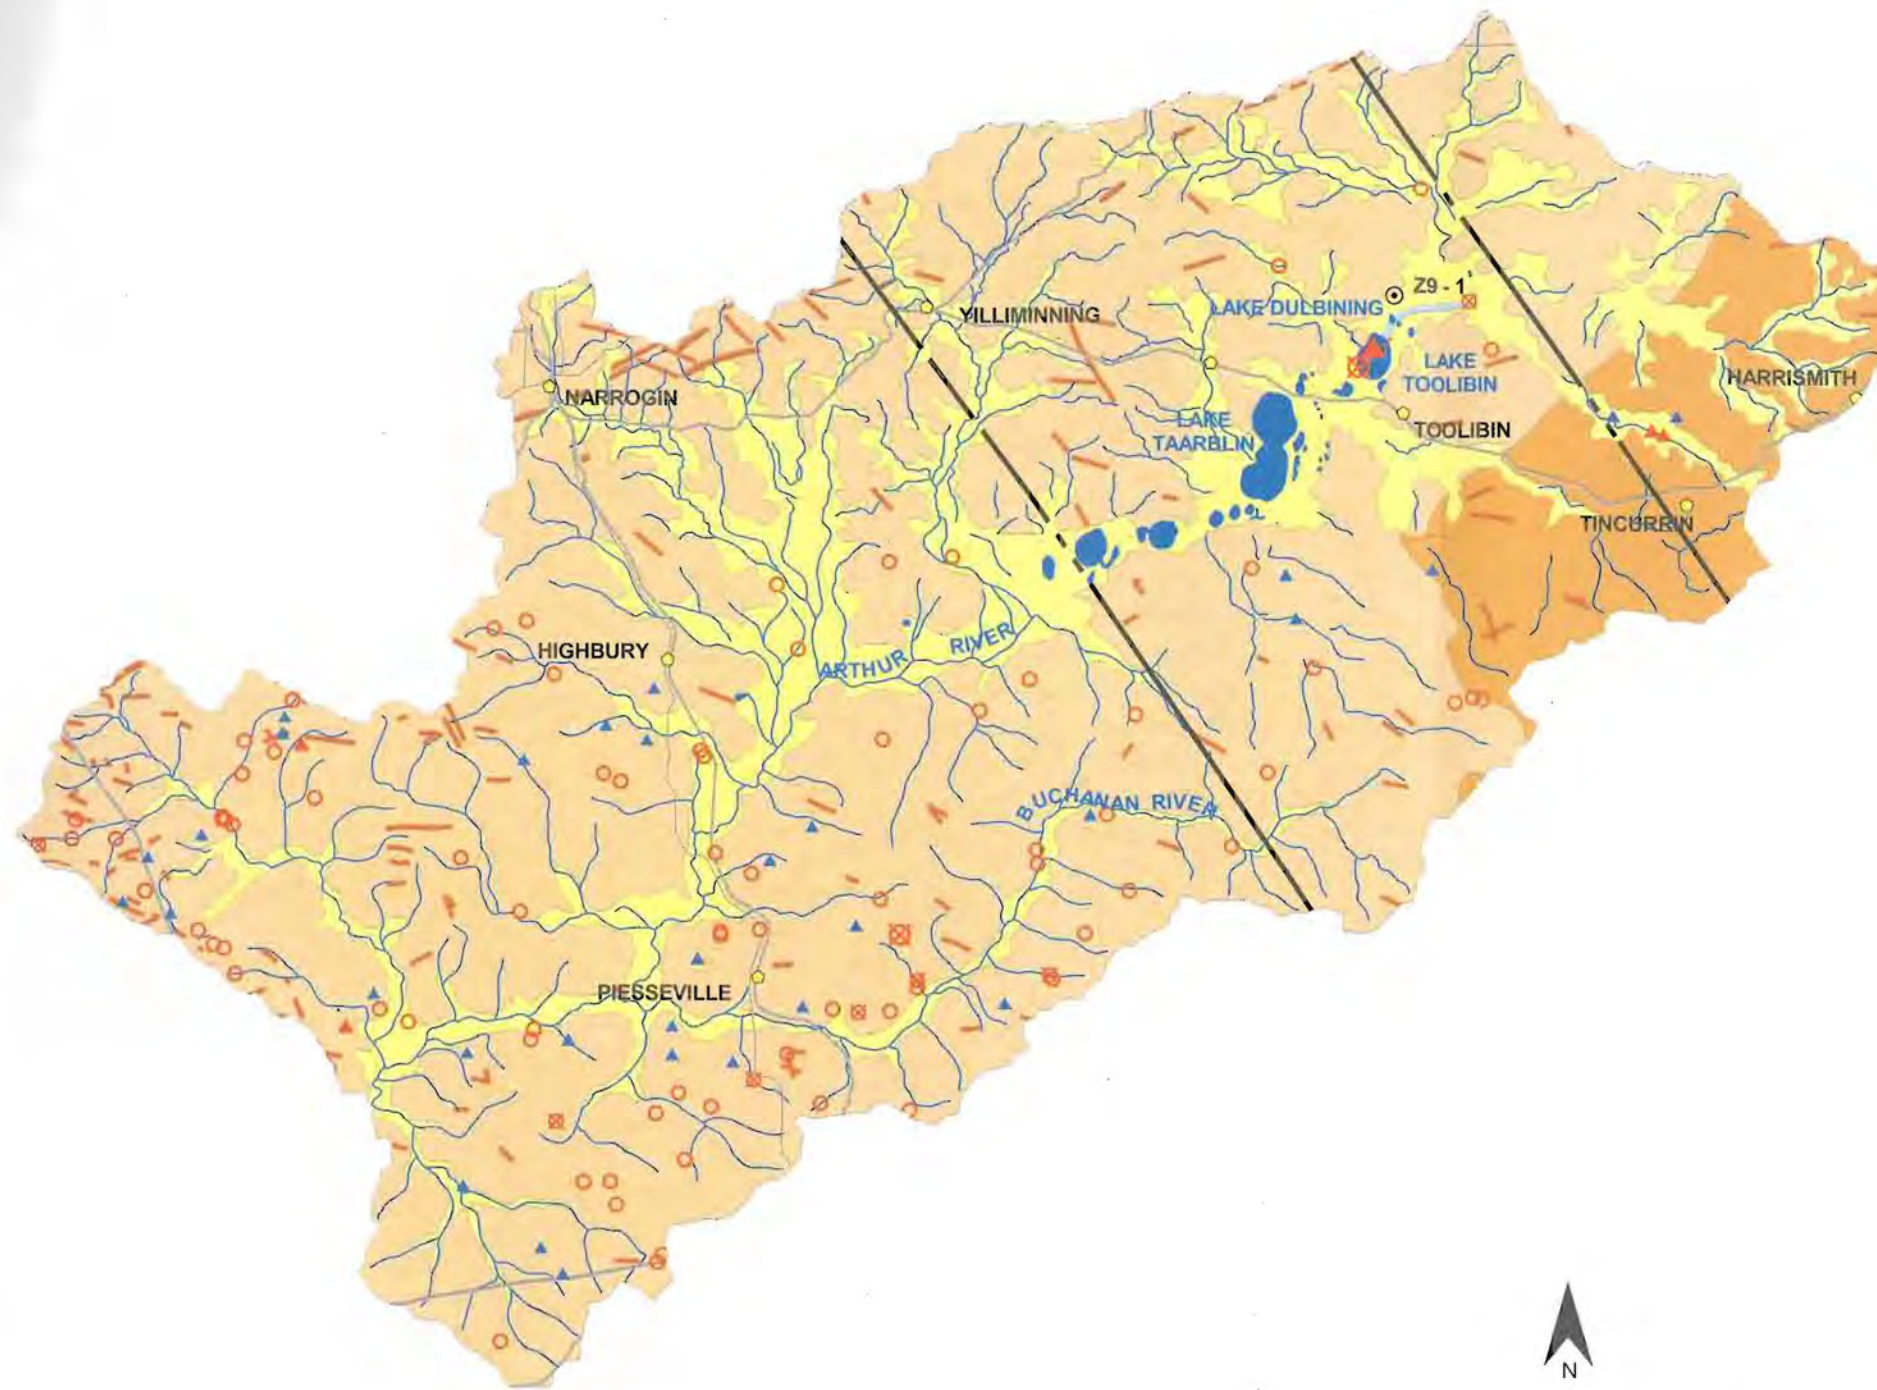 Z9 - 1
LAKE DULBINING
YILLIMINNING
LAKE
TOOLIBIN
HARRISMITH
NARROGIN
LAKE
TAARBLIN
TOOLIBIN
TINCURRIN
HIGHBURY
ARTHUR RIVER
BUCHANAN RIVER
PIESSEVILLE
N